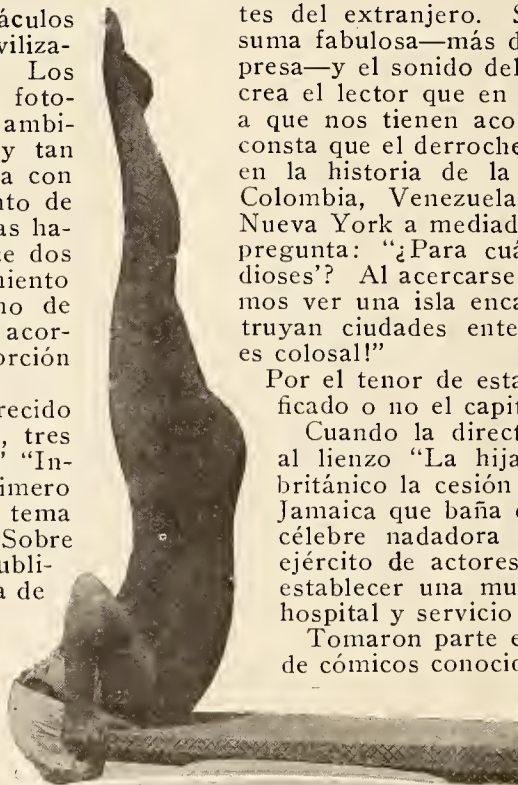 áculos
viliza-
Los
foto-
ambi-
y tan
a con
nto de
as ha-
e dos
miento
no de
acor-
orción
recido
, tres
” “In-
imero
tema
Sobre
ubli-
a de
tes del extranjero. S
suma fabulosa—más d
presa—y el sonido del
crea el lector que en
a que nos tienen aco
consta que el derroche
en la historia de la
Colombia, Venezuela
Nueva York a mediad
pregunta: “¿Para cuá
dioses’? Al acercarse
mos ver una isla enca
truyan ciudades ente
es colosal!”
Por el tenor de esta
ficado o no el capit
Cuando la direct
al lienzo “La hija
británico la cesión
Jamaica que baña e
célebre nadadora
ejército de actores
establecer una mu
hospital y servicio
Tomaron parte e
de cómicos conocid